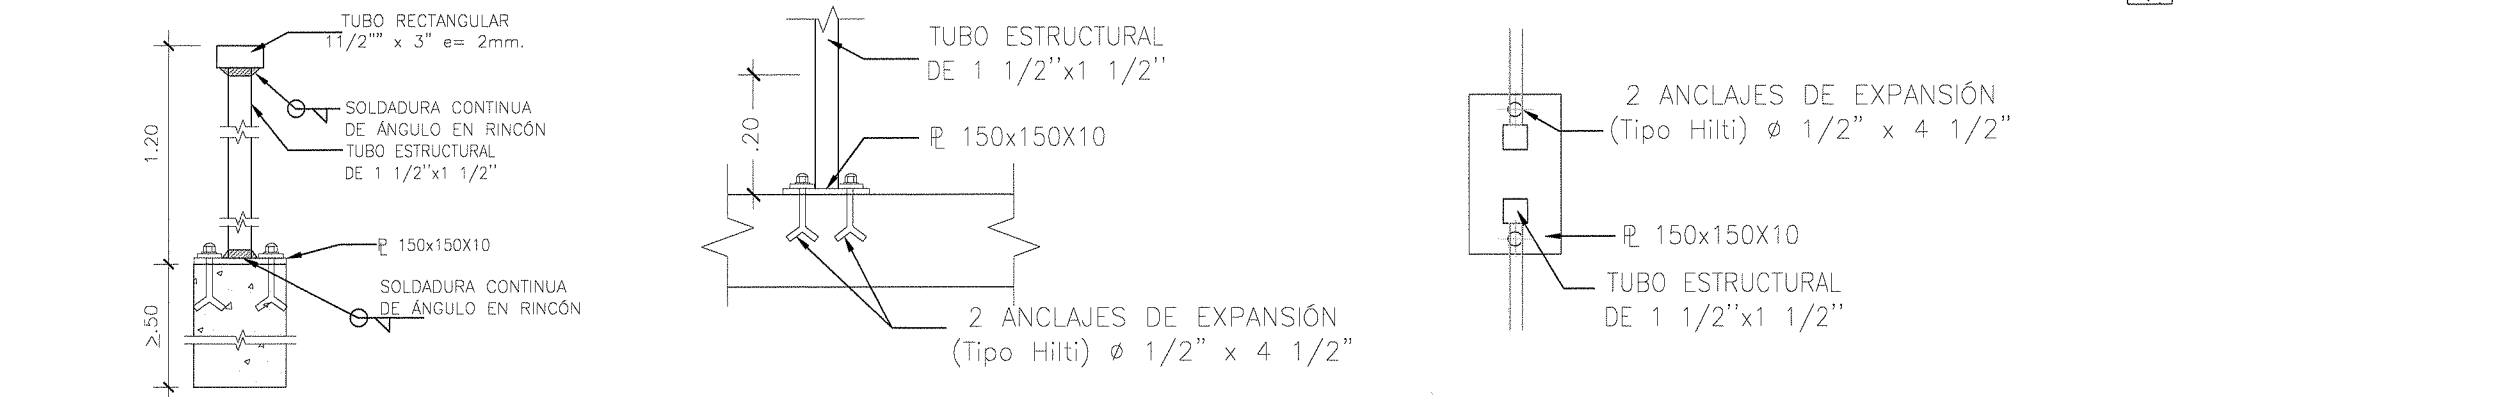 TUBO RECTANGULAR
11/2"" x 3" e= 2mm.
SOLDADURA CONTINUA
DE ÁNGULO EN RINCÓN
TUBO ESTRUCTURAL
DE 1 1/2"x1 1/2"
1.20
PL 150x150X10
SOLDADURA CONTINUA
DE ÁNGULO EN RINCÓN
≥.50
TUBO ESTRUCTURAL
DE 1 1/2"x1 1/2"
.20
PL 150x150X10
2 ANCLAJES DE EXPANSIÓN
(Tipo Hilti) ø 1/2" x 4 1/2"
2 ANCLAJES DE EXPANSIÓN
(Tipo Hilti) ø 1/2" x 4 1/2"
PL 150x150X10
TUBO ESTRUCTURAL
DE 1 1/2"x1 1/2"